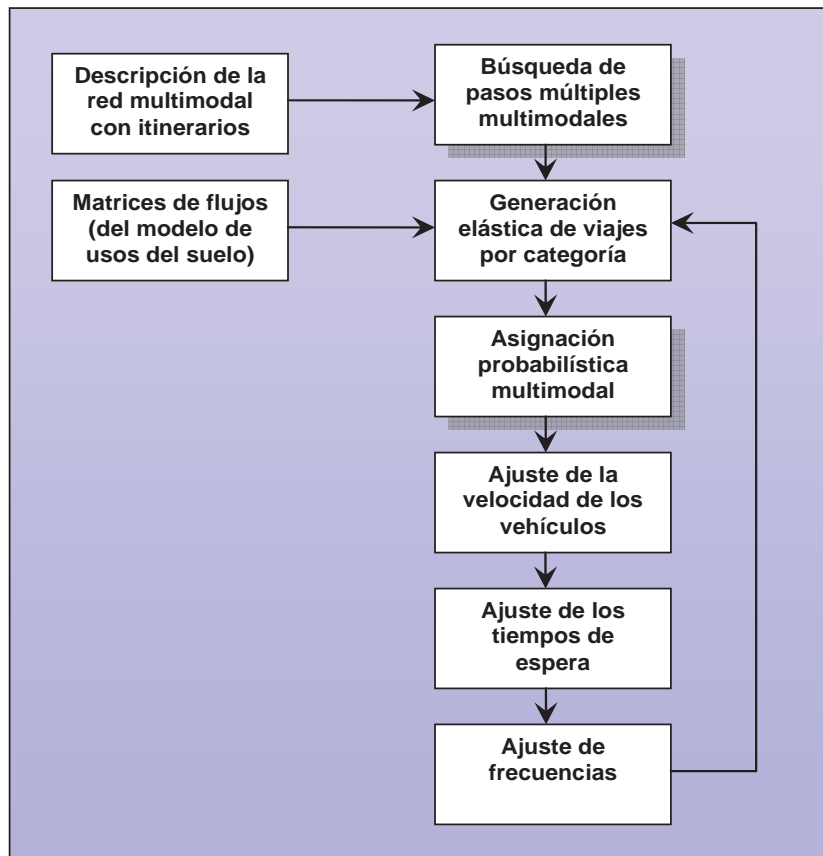 Descripción de la
red multimodal
con itinerarios
Búsqueda de
pasos múltiples
multimodales
Matrices de flujos
(del modelo de
usos del suelo)
Generación
elástica de viajes
por categoría
Asignación
probabilística
multimodal
Ajuste de la
velocidad de los
vehículos
Ajuste de los
tiempos de
espera
Ajuste de
frecuencias